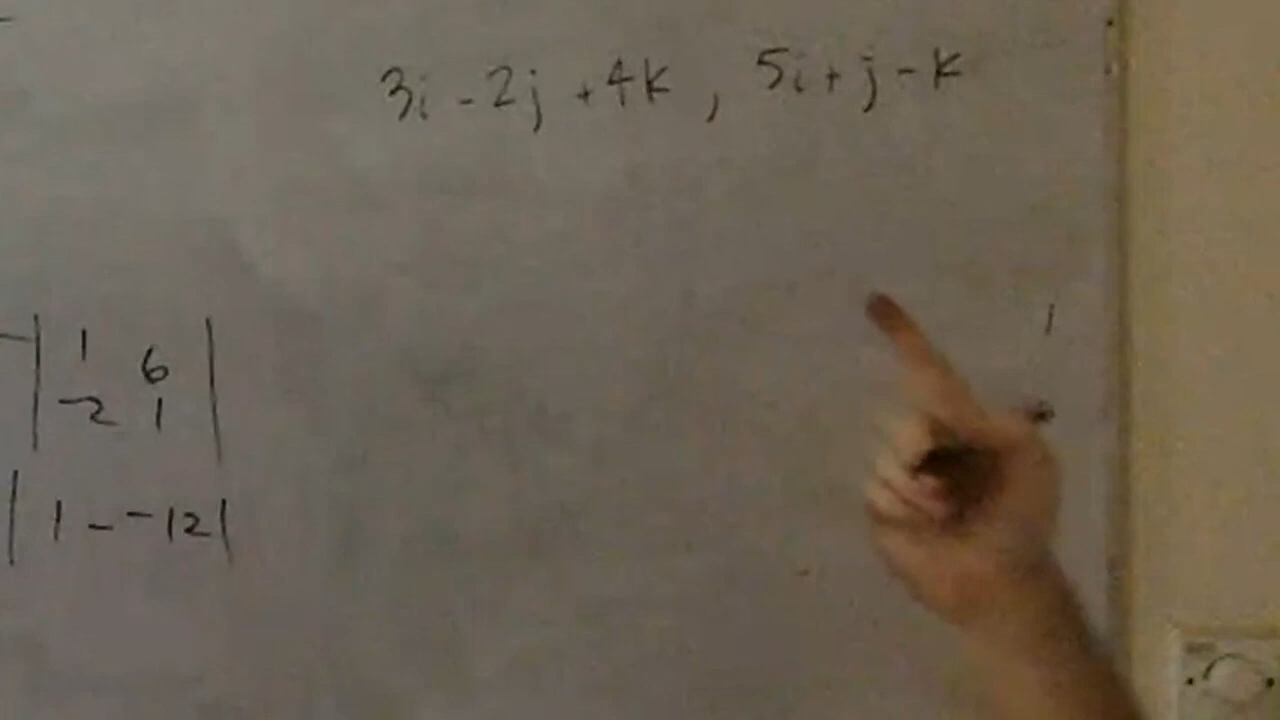 3i - 2j + 4k , 5i + j - k
| 1 6 |
| -2 1 |
| 1 - -12 |